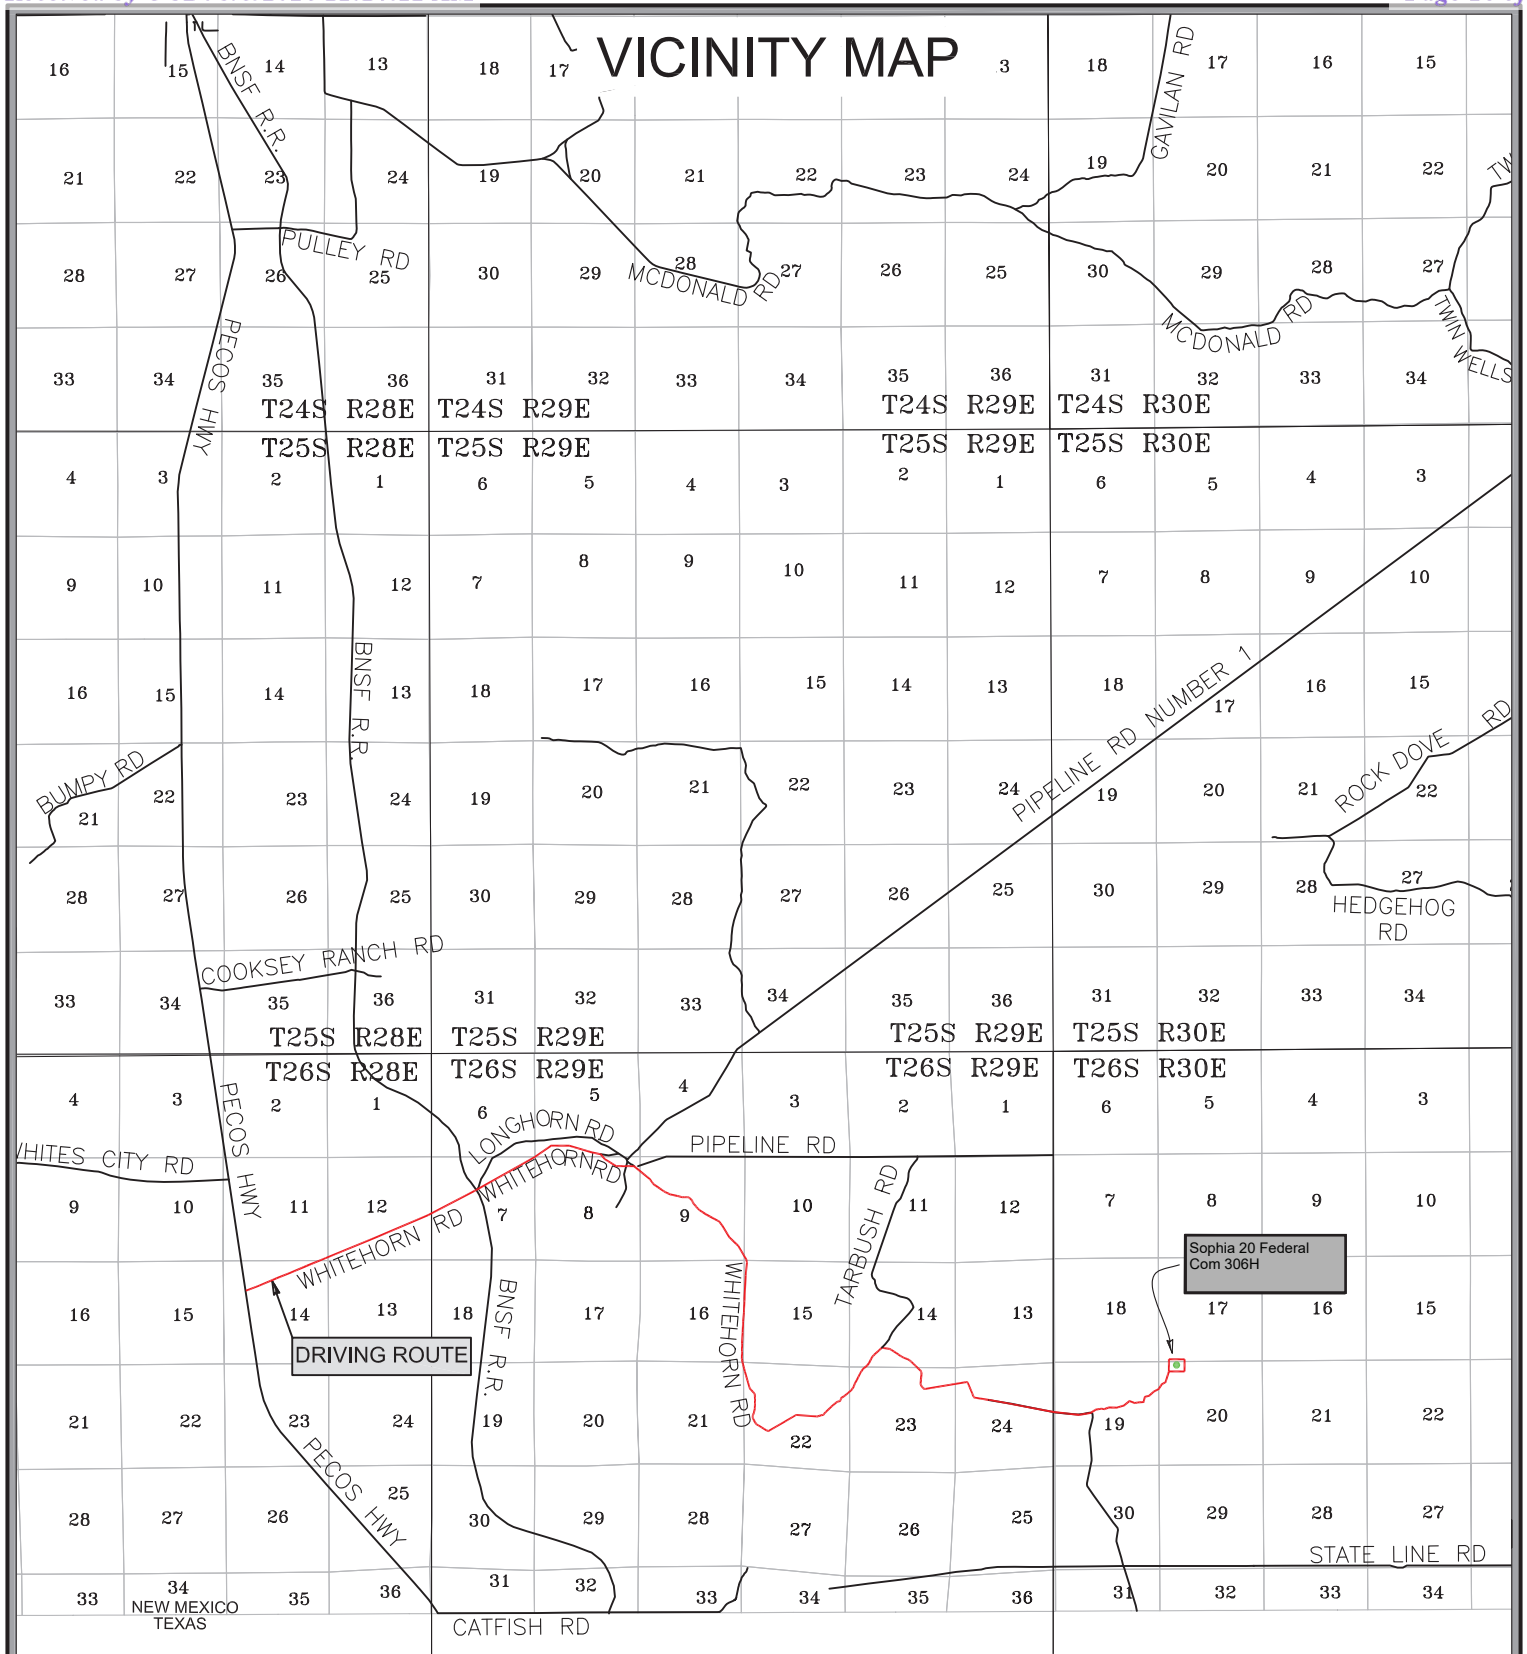 VICINITY MAP
16 15 14 13 18 17 3 18 17 16 15
BNSF R.R.
GAVILAN RD
21 22 23 24 19 20 21 22 23 24 19 20 21 22
PULLEY RD
28 27 26 25 30 29 28 27 26 25 30 29 28 27
MCDONALD RD
MCDONALD RD
TWIN WELLS
PECOS HWY
33 34 35 36 31 32 33 34 35 36 31 32 33 34
T24S R28E T24S R29E T24S R29E T24S R30E
T25S R28E T25S R29E T25S R29E T25S R30E
4 3 2 1 6 5 4 3 2 1 6 5 4 3
9 10 11 12 7 8 9 10 11 12 7 8 9 10
BNSF R.R.
PIPELINE RD NUMBER 1
16 15 14 13 18 17 16 15 14 13 18 17 16 15
BUMPY RD
ROCK DOVE RD
21 22 23 24 19 20 21 22 23 24 19 20 21 22
28 27 26 25 30 29 28 27 26 25 30 29 28 27
HEDGEHOG
RD
COOKSEY RANCH RD
33 34 35 36 31 32 33 34 35 36 31 32 33 34
T25S R28E T25S R29E T25S R29E T25S R30E
T26S R28E T26S R29E T26S R29E T26S R30E
4 3 2 1 6 5 4 3 2 1 6 5 4 3
PECOS HWY
LONGHORN RD
PIPELINE RD
CITY RD
WHITEHORN RD
9 10 11 12 7 8 9 10 11 12 7 8 9 10
WHITEHORN RD
TARBUSH RD
Sophia 20 Federal
Com 306H
16 15 14 13 18 17 16 15 14 13 18 17 16 15
BNSF R.R.
WHITEHORN RD
DRIVING ROUTE
21 22 23 24 19 20 21 22 23 24 19 20 21 22
PECOS HWY
28 27 26 25 30 29 28 27 26 25 30 29 28 27
STATE LINE RD
33 34 35 36 31 32 33 34 35 36 31 32 33 34
NEW MEXICO
TEXAS
CATFISH RD